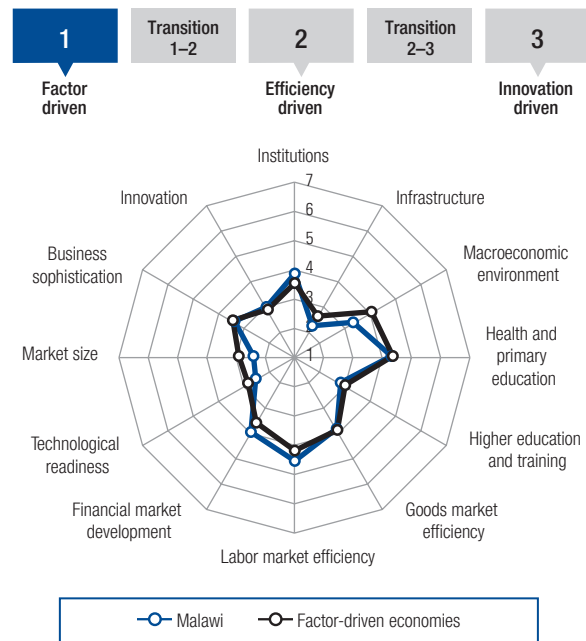 1
Transition
1–2
2
Transition
2–3
3
Factor
driven
Efficiency
driven
Innovation
driven
Institutions
7
Innovation
Infrastructure
6
5
Business
sophistication
Macroeconomic
environment
4
3
Market size
2
1
Health and
primary
education
Technological
readiness
Higher education
and training
Financial market
development
Goods market
efficiency
Labor market efficiency
Malawi
Factor-driven economies